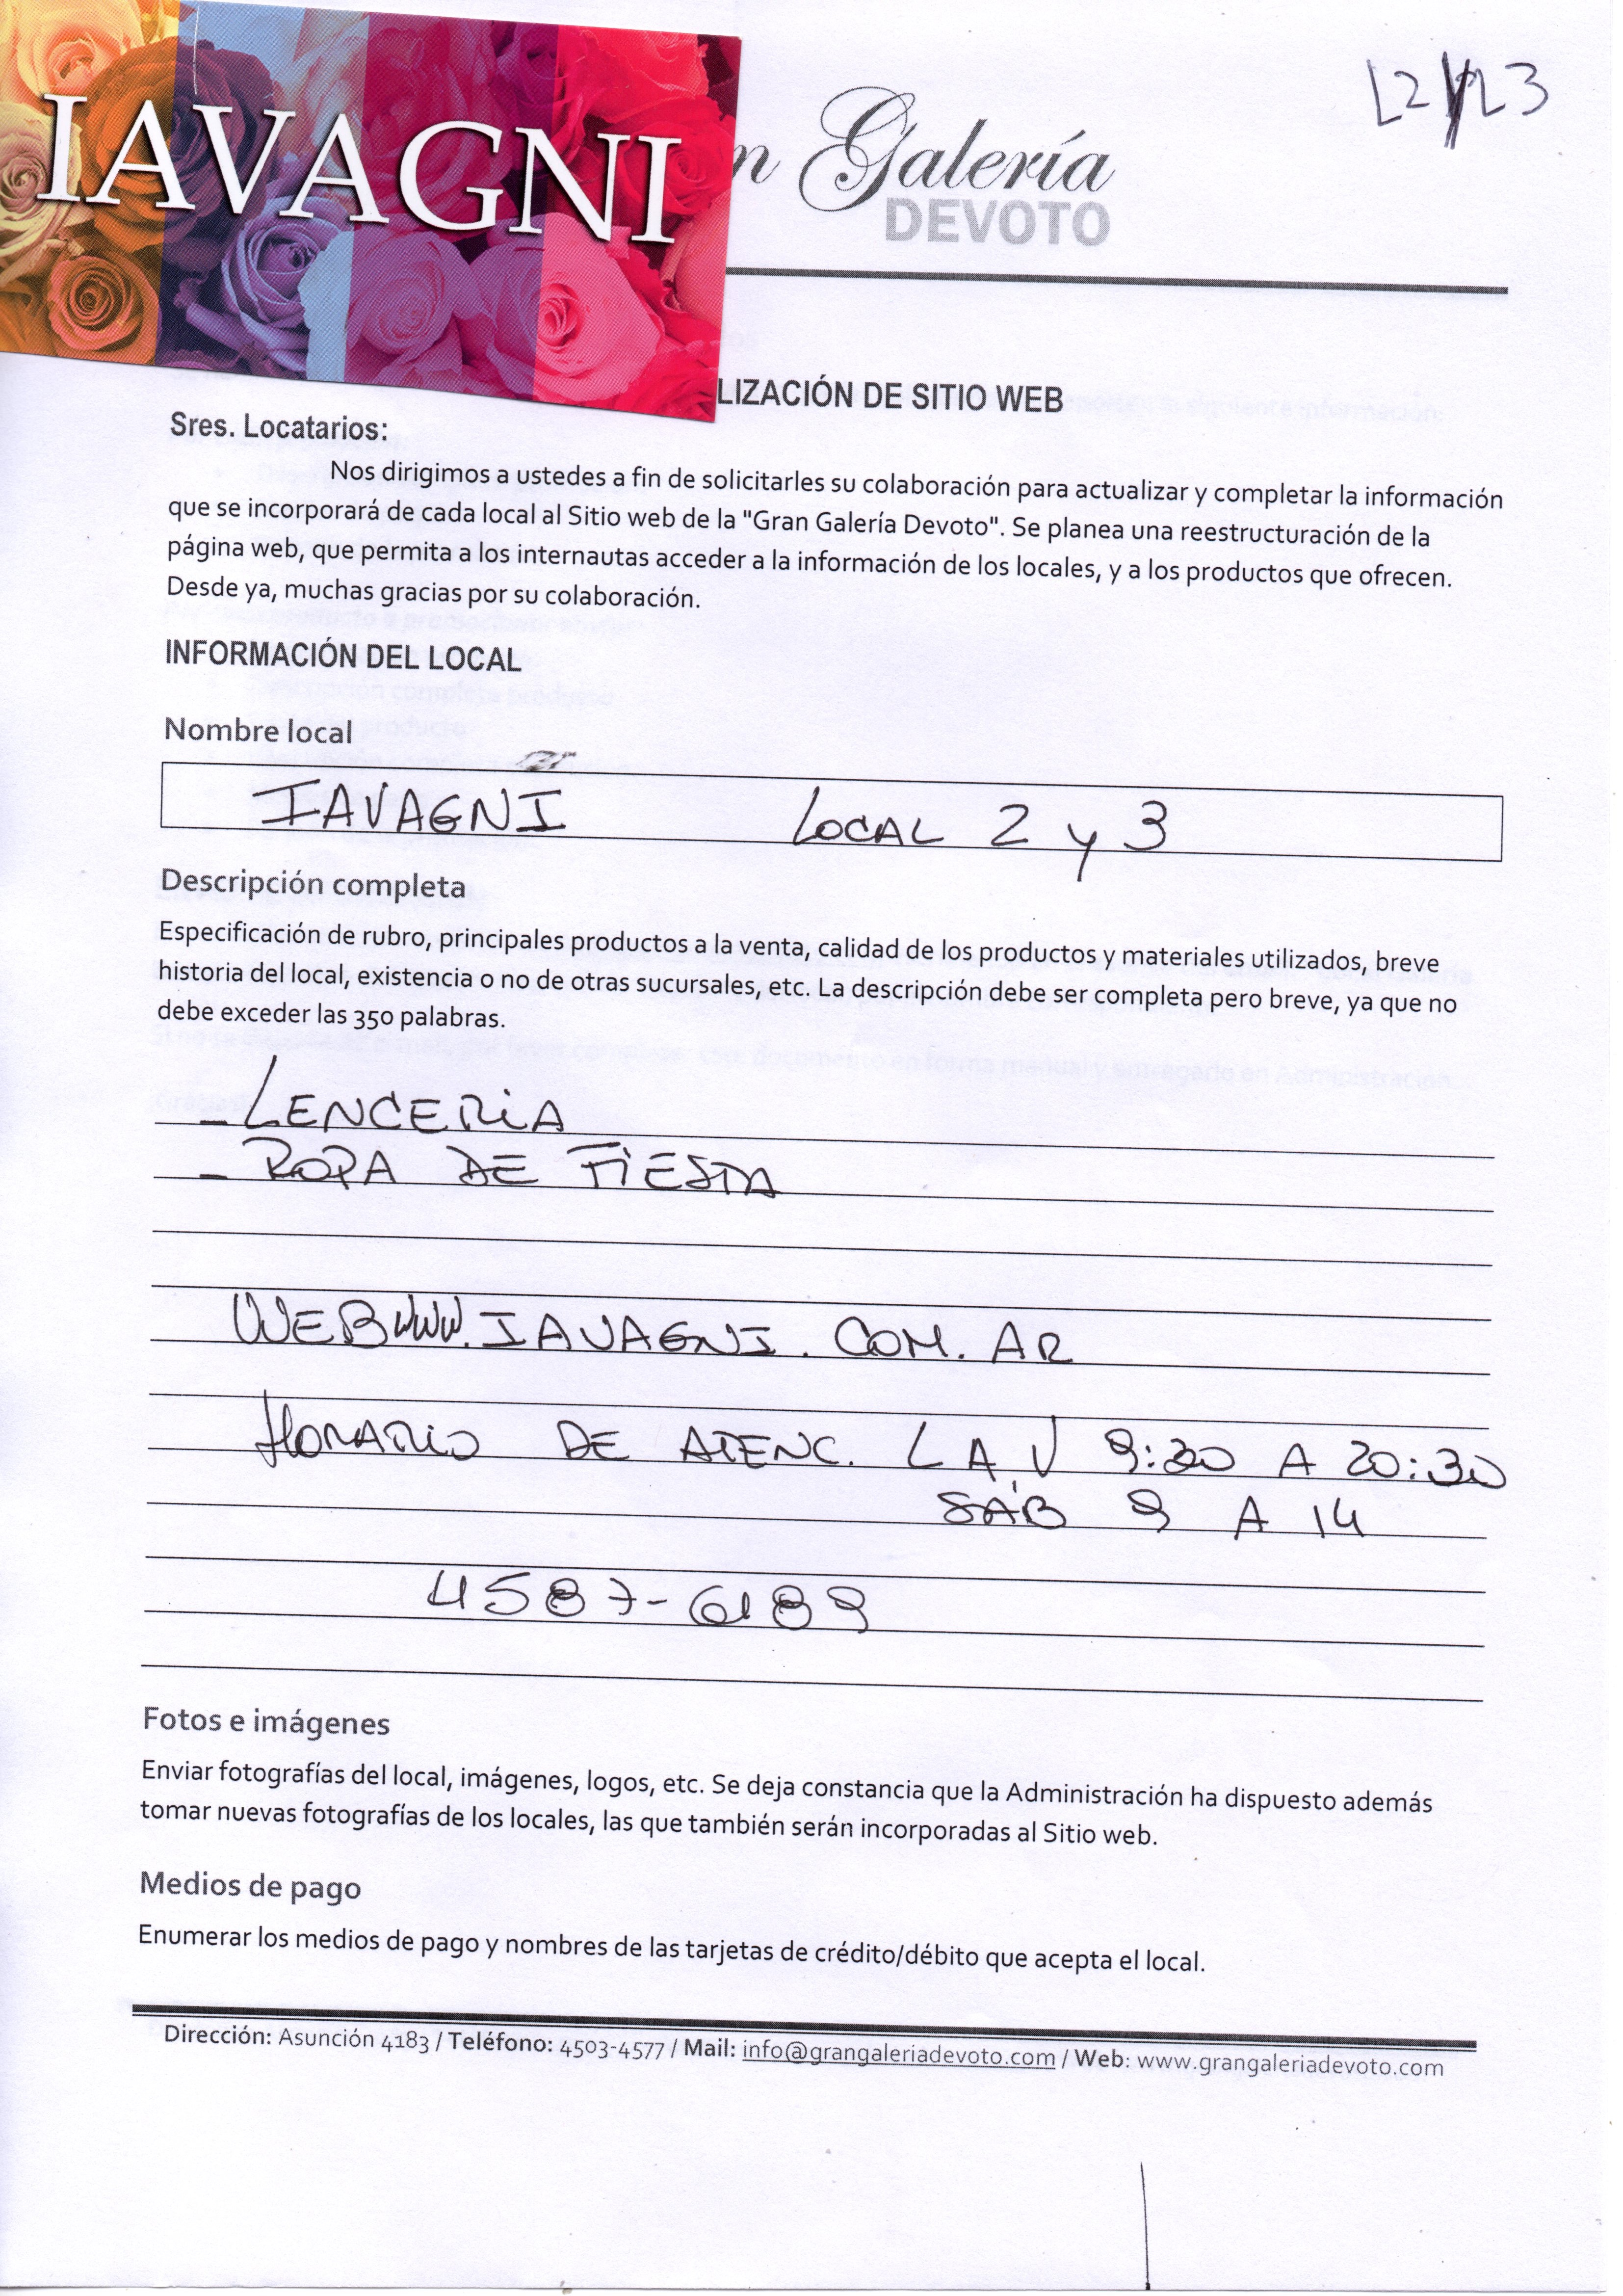 IAVAGNI
L2 y L3
n Galería
DEVOTO
LIZACIÓN DE SITIO WEB
Sres. Locatarios:
Nos dirigimos a ustedes a fin de solicitarles su colaboración para actualizar y completar la información
que se incorporará de cada local al Sitio web de la "Gran Galería Devoto". Se planea una reestructuración de la
página web, que permita a los internautas acceder a la información de los locales, y a los productos que ofrecen.
Desde ya, muchas gracias por su colaboración.
INFORMACIÓN DEL LOCAL
Nombre local
IAVAGNI LOCAL 2 y 3
Descripción completa
Especificación de rubro, principales productos a la venta, calidad de los productos y materiales utilizados, breve
historia del local, existencia o no de otras sucursales, etc. La descripción debe ser completa pero breve, ya que no
debe exceder las 350 palabras.
- LENCERiA
- ROPA DE FiESTA
WEB WWW.IAVAGNI.COM.AR
HORARiO DE ATENC. L A V 9:30 A 20:30
SÁB 9 A 14
4587-6189
Fotos e imágenes
Enviar fotografías del local, imágenes, logos, etc. Se deja constancia que la Administración ha dispuesto además
tomar nuevas fotografías de los locales, las que también serán incorporadas al Sitio web.
Medios de pago
Enumerar los medios de pago y nombres de las tarjetas de crédito/débito que acepta el local.
Dirección: Asunción 4183 / Teléfono: 4503-4577 / Mail: info@grangaleriadevoto.com / Web: www.grangaleriadevoto.com